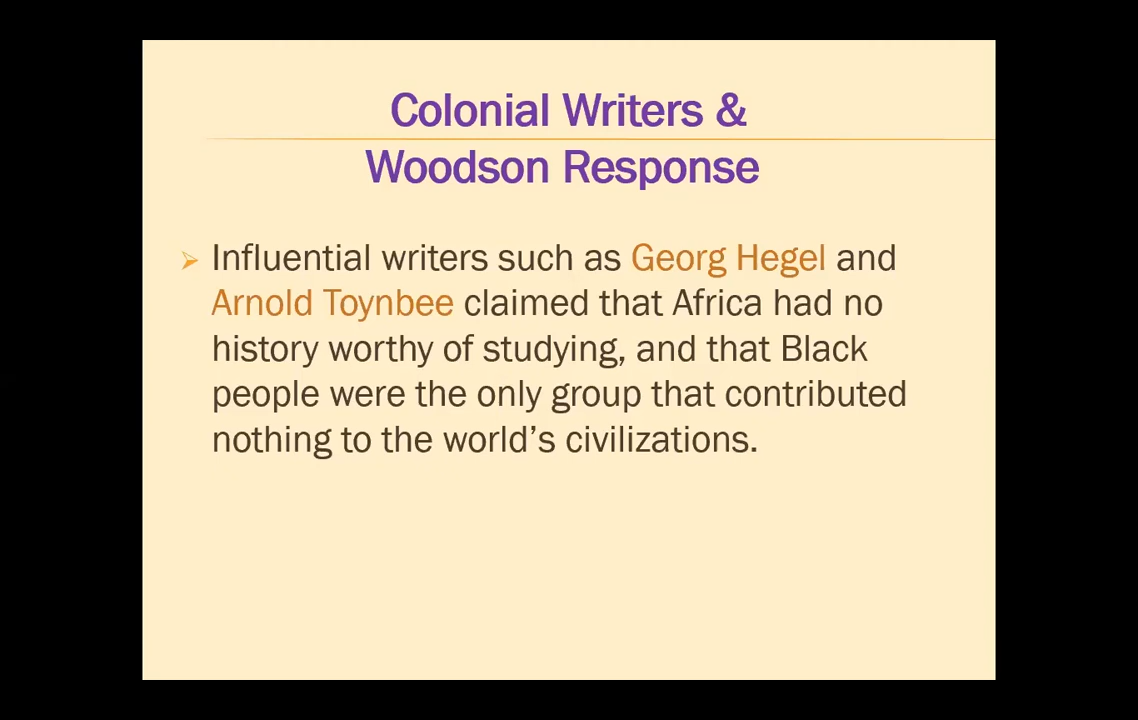 Colonial Writers &
Woodson Response
Influential writers such as Georg Hegel and
Arnold Toynbee claimed that Africa had no
history worthy of studying, and that Black
people were the only group that contributed
nothing to the world’s civilizations.